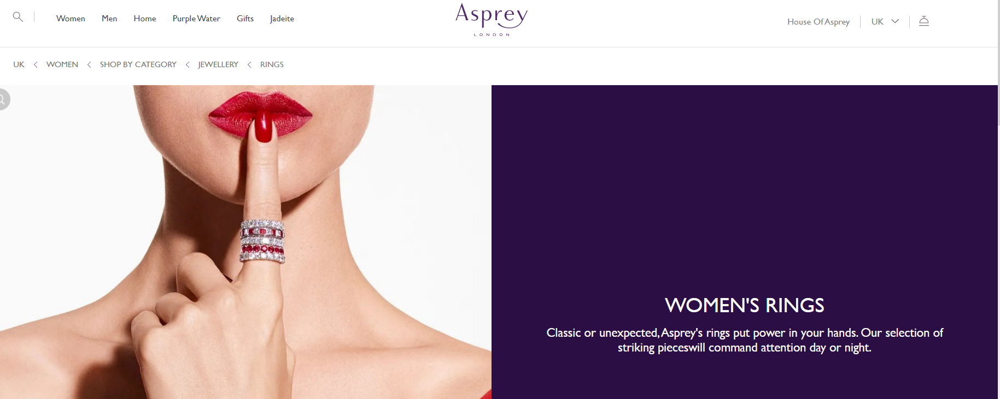 Women Men Home Purple Water Gifts Jadeite
Asprey
LONDON
House Of Asprey UK
UK WOMEN SHOP BY CATEGORY JEWELLERY RINGS
WOMEN'S RINGS
Classic or unexpected, Asprey's rings put power in your hands. Our selection of
striking pieceswill command attention day or night.